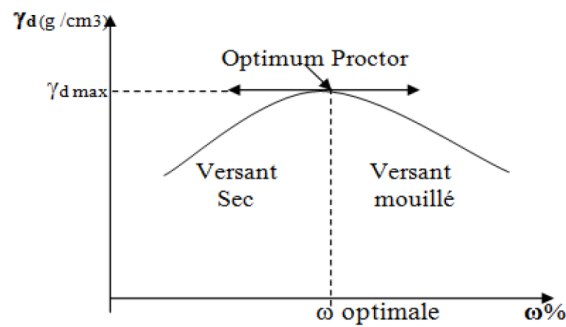 γd (g /cm3)
Optimum Proctor
γd max
Versant
Sec
Versant
mouillé
ω optimale
ω%